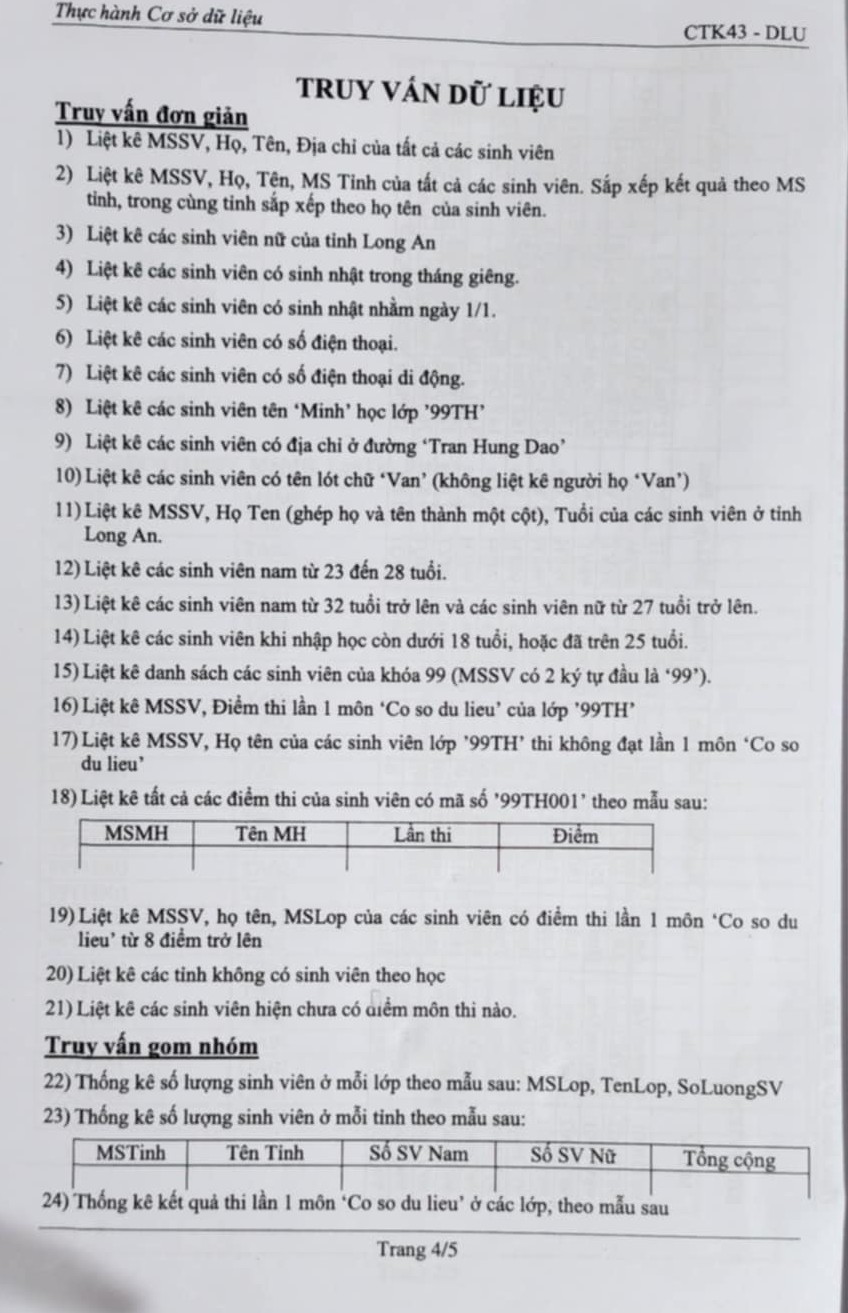 Thực hành Cơ sở dữ liệu
CTK43 - DLU
TRUY VẤN DỮ LIỆU
Truy vấn đơn giản
1) Liệt kê MSSV, Họ, Tên, Địa chỉ của tất cả các sinh viên
2) Liệt kê MSSV, Họ, Tên, MS Tỉnh của tất cả các sinh viên. Sắp xếp kết quả theo MS
tỉnh, trong cùng tỉnh sắp xếp theo họ tên của sinh viên.
3) Liệt kê các sinh viên nữ của tỉnh Long An
4) Liệt kê các sinh viên có sinh nhật trong tháng giêng.
5) Liệt kê các sinh viên có sinh nhật nhằm ngày 1/1.
6) Liệt kê các sinh viên có số điện thoại.
7) Liệt kê các sinh viên có số điện thoại di động.
8) Liệt kê các sinh viên tên ‘Minh’ học lớp ’99TH’
9) Liệt kê các sinh viên có địa chỉ ở đường ‘Tran Hung Dao’
10) Liệt kê các sinh viên có tên lót chữ ‘Van’ (không liệt kê người họ ‘Van’)
11) Liệt kê MSSV, Họ Ten (ghép họ và tên thành một cột), Tuổi của các sinh viên ở tỉnh
Long An.
12) Liệt kê các sinh viên nam từ 23 đến 28 tuổi.
13) Liệt kê các sinh viên nam từ 32 tuổi trở lên và các sinh viên nữ từ 27 tuổi trở lên.
14) Liệt kê các sinh viên khi nhập học còn dưới 18 tuổi, hoặc đã trên 25 tuổi.
15) Liệt kê danh sách các sinh viên của khóa 99 (MSSV có 2 ký tự đầu là ‘99’).
16) Liệt kê MSSV, Điểm thi lần 1 môn ‘Co so du lieu’ của lớp ’99TH’
17) Liệt kê MSSV, Họ tên của các sinh viên lớp ’99TH’ thi không đạt lần 1 môn ‘Co so
du lieu’
18) Liệt kê tất cả các điểm thi của sinh viên có mã số ’99TH001’ theo mẫu sau:
MSMH Tên MH Lần thi Điểm
19) Liệt kê MSSV, họ tên, MSLop của các sinh viên có điểm thi lần 1 môn ‘Co so du
lieu’ từ 8 điểm trở lên
20) Liệt kê các tỉnh không có sinh viên theo học
21) Liệt kê các sinh viên hiện chưa có điểm môn thi nào.
Truy vấn gom nhóm
22) Thống kê số lượng sinh viên ở mỗi lớp theo mẫu sau: MSLop, TenLop, SoLuongSV
23) Thống kê số lượng sinh viên ở mỗi tỉnh theo mẫu sau:
MSTinh Tên Tỉnh Số SV Nam Số SV Nữ Tổng cộng
24) Thống kê kết quả thi lần 1 môn ‘Co so du lieu’ ở các lớp, theo mẫu sau
Trang 4/5